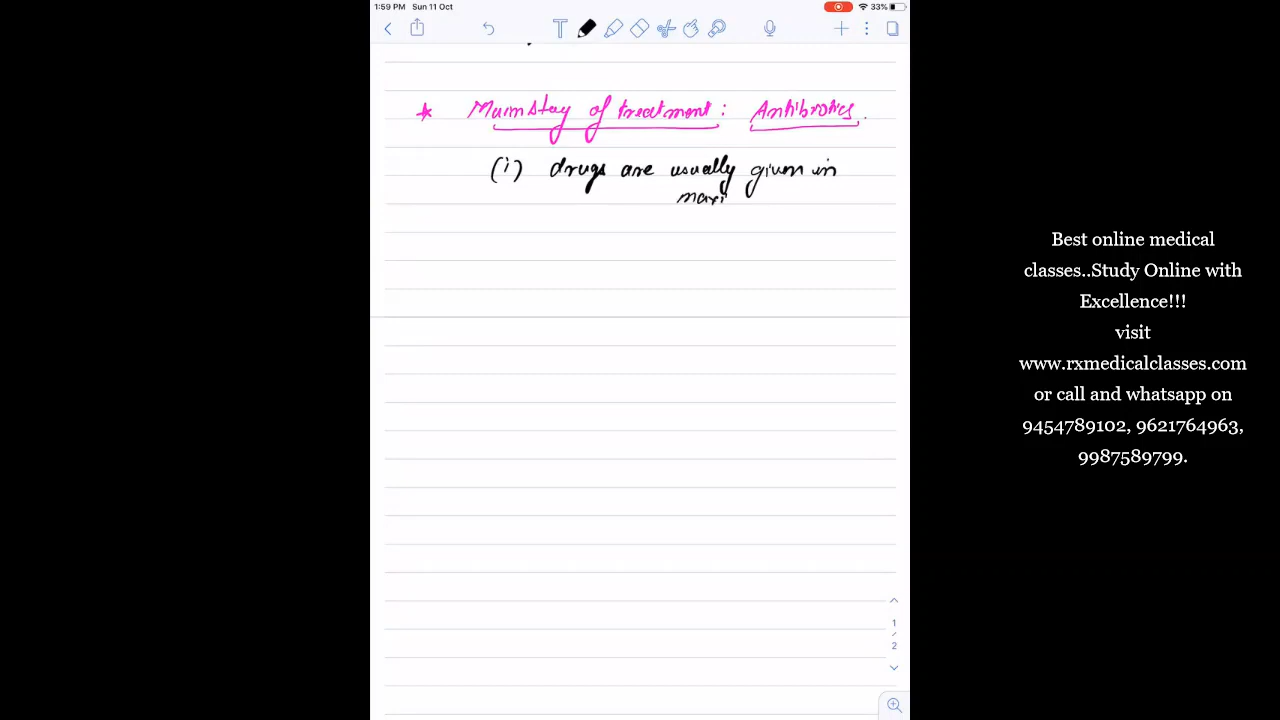 1:59 PM Sun 11 Oct
33%
Mainstay of treatment : Antibiotics.
(i) drugs are usually given in
maxi
1
2
Best online medical
classes..Study Online with
Excellence!!!
visit
www.rxmedicalclasses.com
or call and whatsapp on
9454789102, 9621764963,
9987589799.